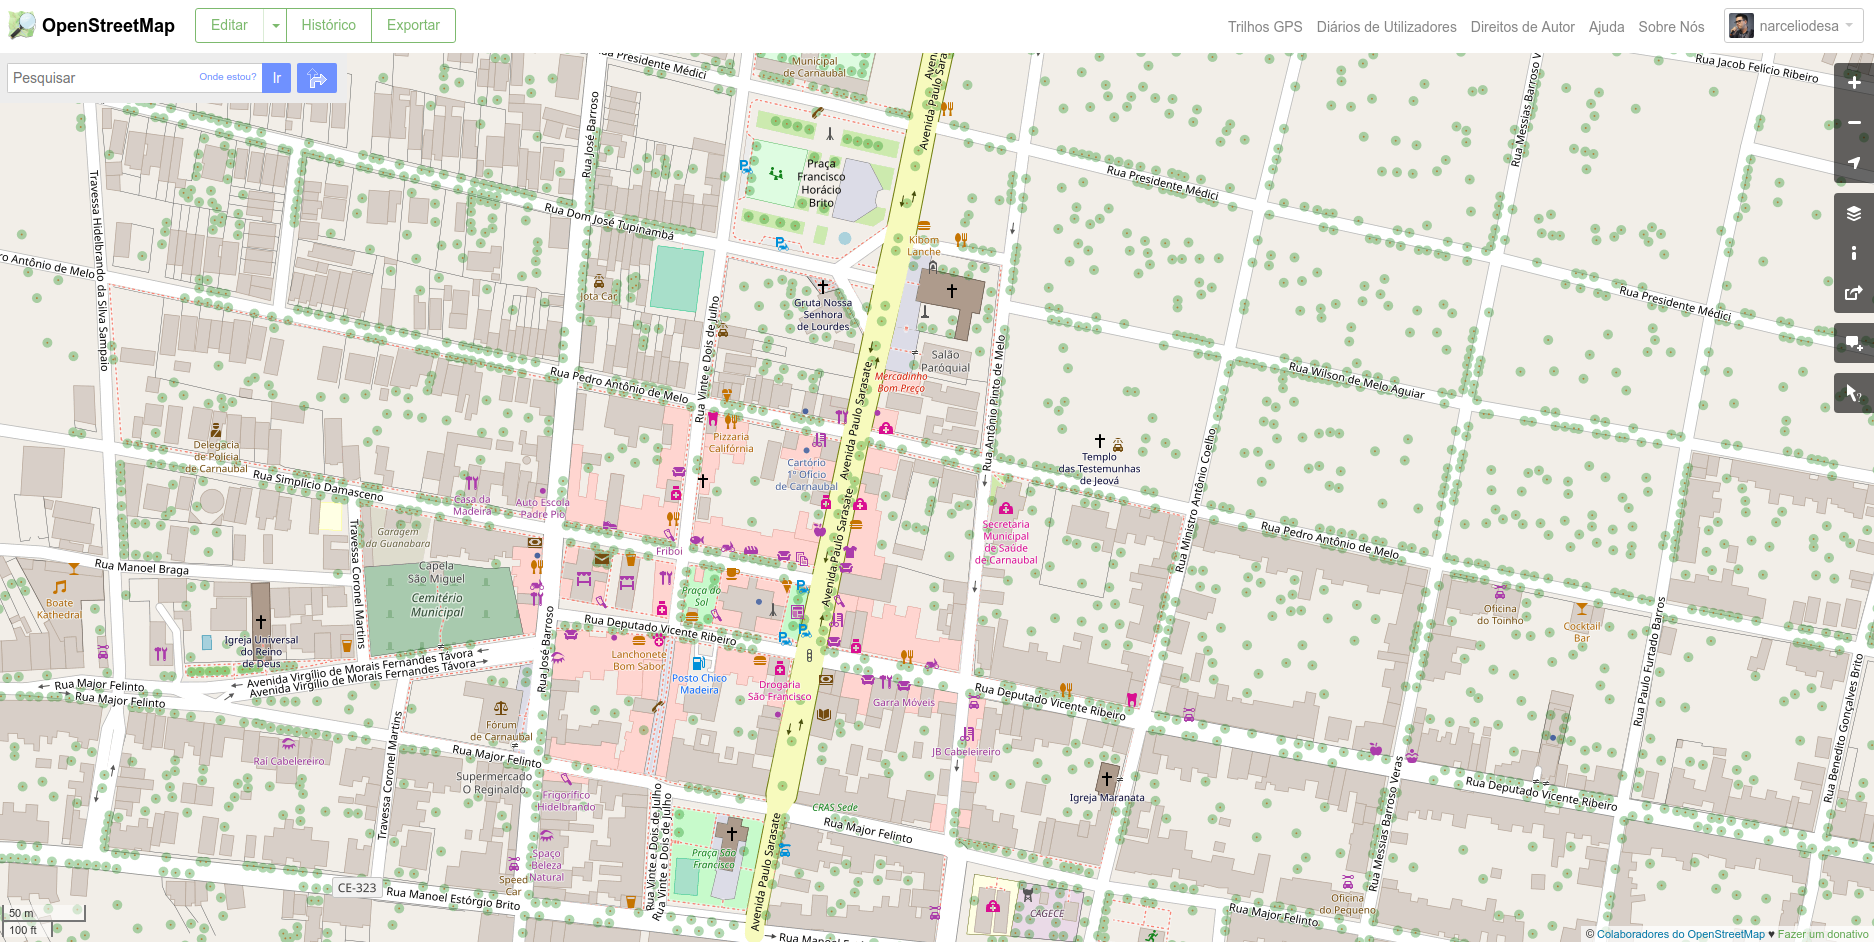 OpenStreetMap
Editar
Histórico
Exportar
Trilhos GPS
Diários de Utilizadores
Direitos de Autor
Ajuda
Sobre Nós
narceliodesa
Pesquisar
Onde estou?
Ir
Presidente Médici
Municipal
de Carnaubal
Rua Jacob Felício Ribeiro
Rua José Barroso
Avenida Paulo Sarasate
Rua Messias Barroso V
Praça
Francisco
Horácio
Brito
Rua Presidente Médici
Travessa Hidelbrando da Silva Sampaio
Rua Dom José Tupinambá
Kibom
Lanche
ro Antônio de Melo
Jota Car
Gruta Nossa
Senhora
de Lourdes
Rua Presidente Médici
Rua Vinte e Dois de Julho
Salão
Paróquial
Mercadinho
Bom Preço
Rua Pedro Antônio de Melo
Rua Antônio Pinto de Melo
Rua Wilson de Melo Aguiar
Avenida Paulo Sarasate
Pizzaria
Califórnia
Delegacia
de Polícia
de Carnaubal
Cartório
1º Ofício
de Carnaubal
Templo
das Testemunhas
de Jeová
Rua Ministro Antônio Coelho
Rua Simplício Damasceno
Casa da
Madeira
Auto Escola
Padre Pio
Travessa Coronel Martins
Garagem
da Guanabara
Friboi
Secretaria
Municipal
de Saúde
de Carnaubal
Rua Pedro Antônio de Melo
Avenida Paulo Sarasate
Rua Manoel Braga
Capela
São Miguel
Cemitério
Municipal
Praça do
Sol
Boate
Kathedral
Oficina
do Toinho
Cocktail
Bar
Igreja Universal
do Reino
de Deus
Rua José Barroso
Rua Deputado Vicente Ribeiro
Lanchonete
Bom Sabor
Avenida Virgílio de Morais Fernandes Távora
Avenida Virgílio de Morais Fernandes Távora
Posto Chico
Madeira
Drogaria
São Francisco
Rua Major Felinto
Rua Major Felinto
Garra Móveis
Rua Deputado Vicente Ribeiro
Rua Paulo Furtado Barros
Rua Benedito Gonçalves Brito
Fórum
de Carnaubal
Travessa Coronel Martins
Rai Cabelereiro
Rua Major Felinto
JB Cabeleireiro
Supermercado
O Reginaldo
Frigorífico
Hidelbrando
Igreja Maranata
Rua Deputado Vicente Ribeiro
Rua Messias Barroso Veras
CRAS Sede
Rua Major Felinto
Rua Vinte e Dois de Julho
Rua Vinte e Dois de Julho
Avenida Paulo Sarasate
Praça São
Francisco
Spaço
Beleza
Natural
Speed
Car
CE-323
Rua Manoel Estórgio Brito
CAGECE
Oficina
do Pequeno
Rua Major Felinto
50 m
100 ft
© Colaboradores do OpenStreetMap ♥ Fazer um donativo